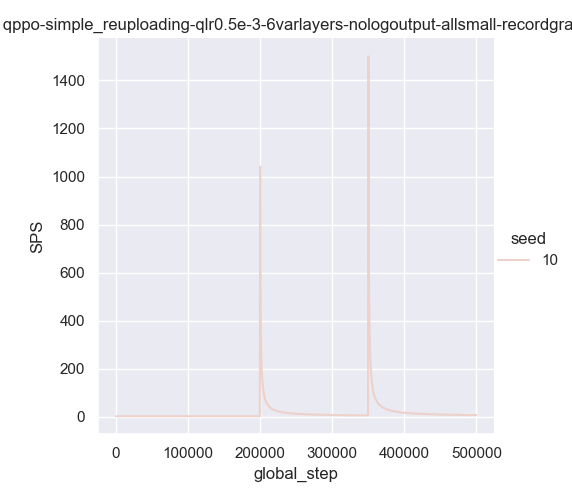 qppo-simple_reuploading-qlr0.5e-3-6varlayers-nologoutput-allsmall-recordgra
1400
1200
1000
800
600
400
200
0
SPS
0 100000 200000 300000 400000 500000
global_step
seed
10